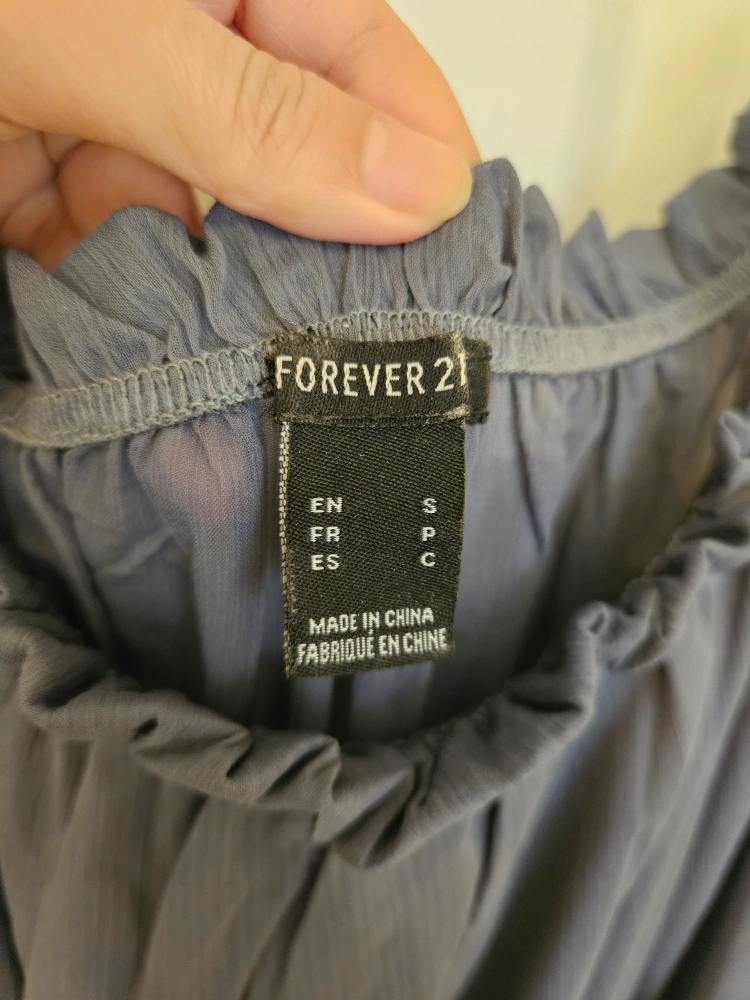 FOREVER 21
EN S
FR P
ES C
MADE IN CHINA
FABRIQUÉ EN CHINE